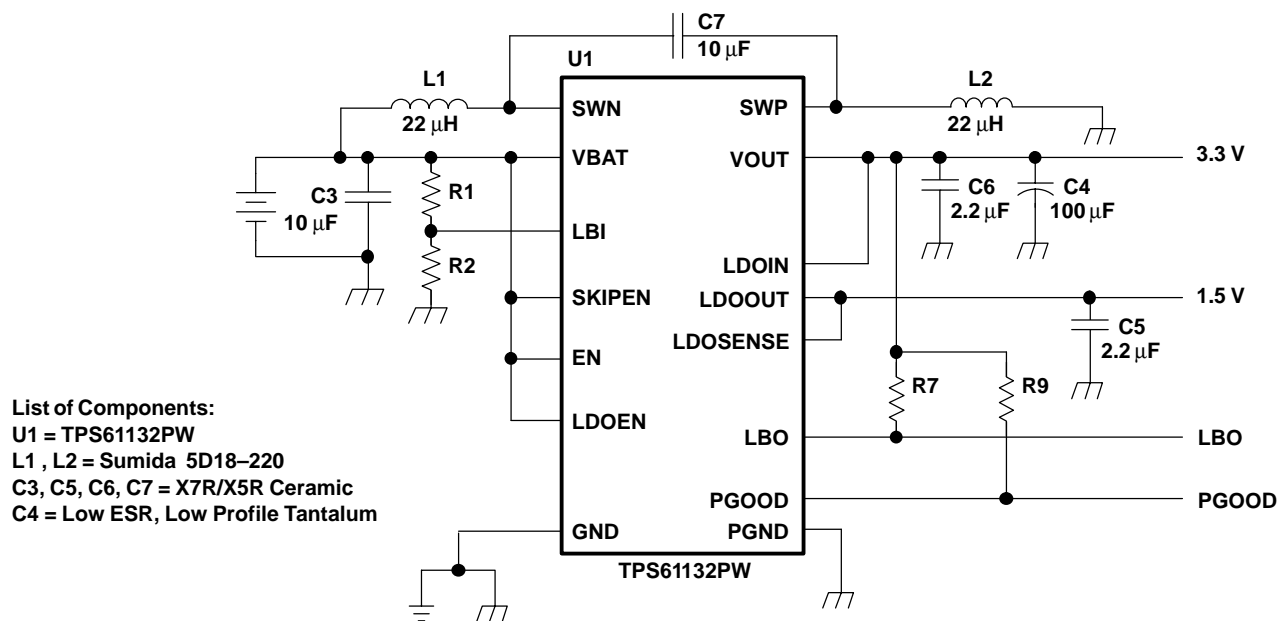 C7
10 µF
U1
L1
22 µH
L2
22 µH
SWN
SWP
VBAT
VOUT
3.3 V
C3
10 µF
R1
C6
2.2 µF
C4
100 µF
LBI
R2
LDOIN
SKIPEN
LDOOUT
1.5 V
LDOSENSE
C5
2.2 µF
EN
R7
R9
LDOEN
LBO
LBO
PGOOD
PGOOD
GND
PGND
TPS61132PW
List of Components:
U1 = TPS61132PW
L1 , L2 = Sumida 5D18–220
C3, C5, C6, C7 = X7R/X5R Ceramic
C4 = Low ESR, Low Profile Tantalum